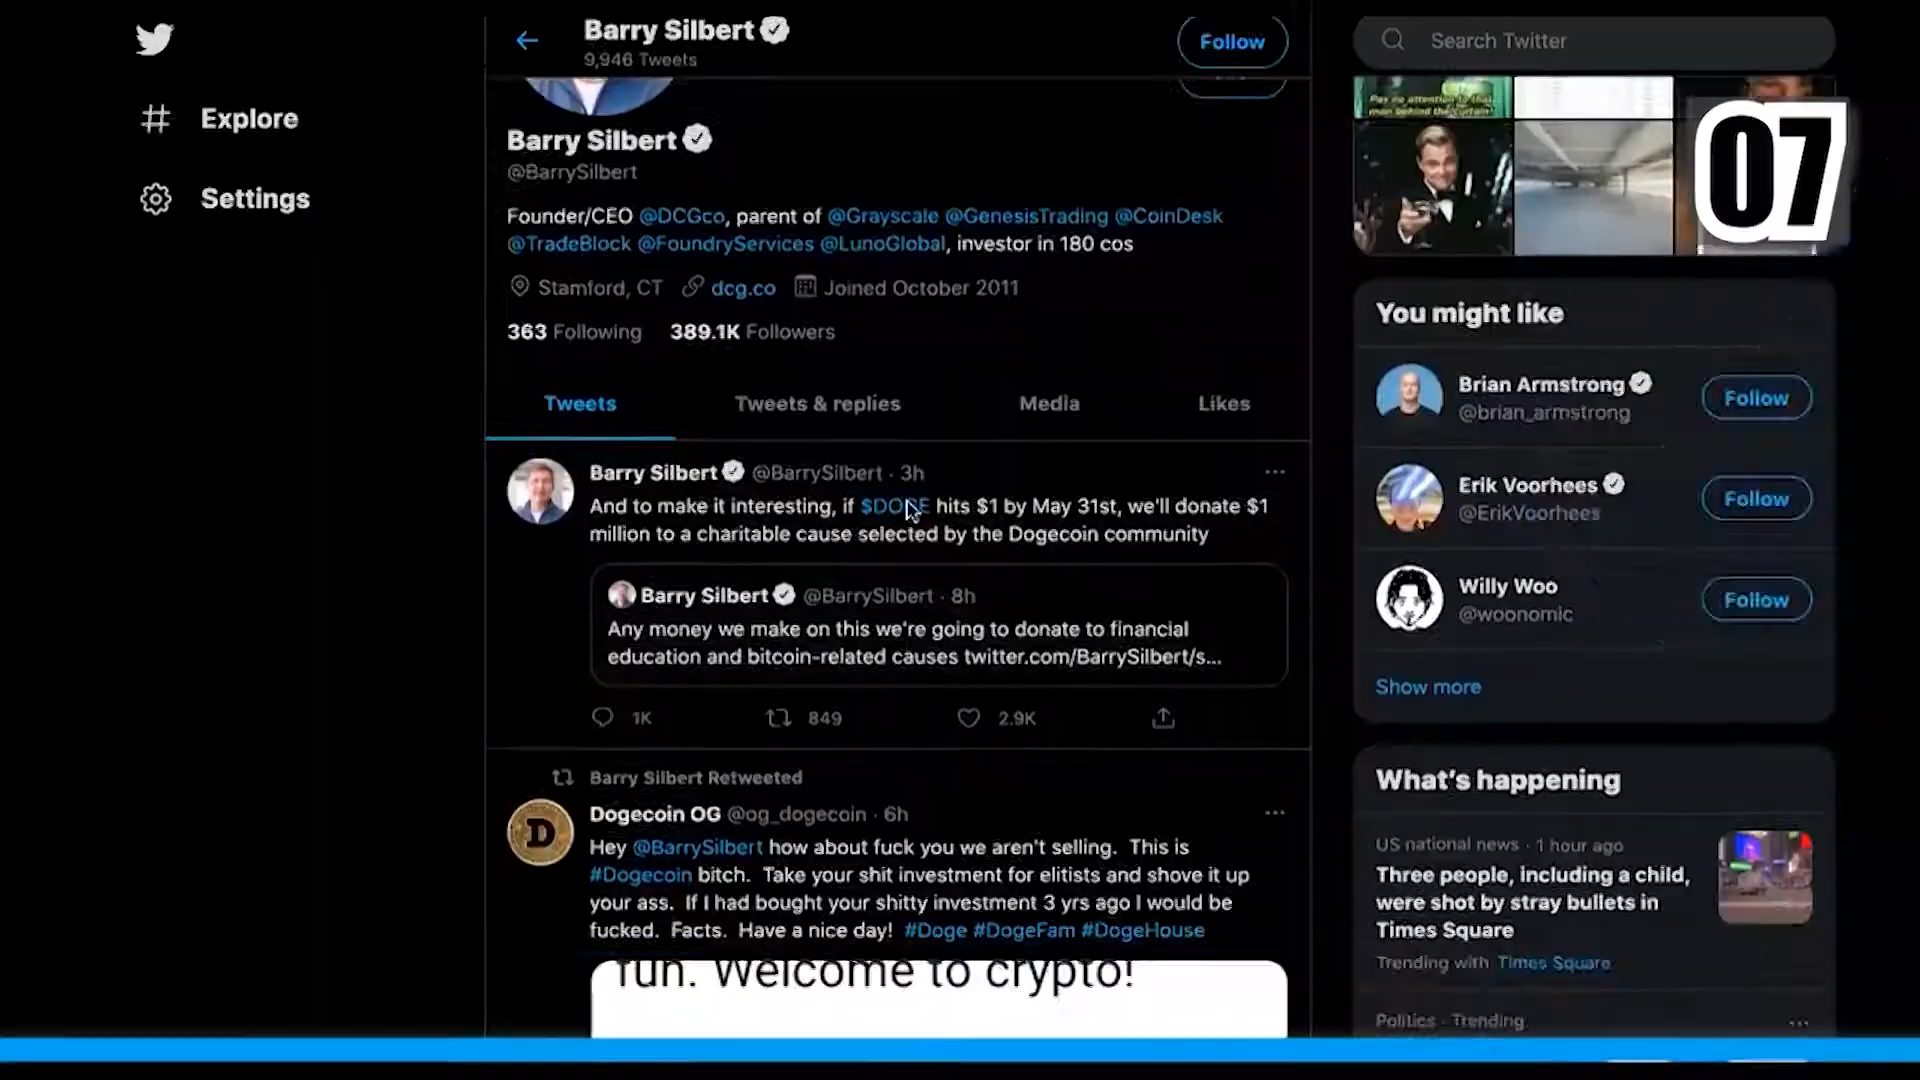 Barry Silbert
9,946 Tweets
Follow
Search Twitter
Explore
Settings
Pay no attention to that
man behind the curtain!
07
Barry Silbert
@BarrySilbert
Founder/CEO @DCGco, parent of @Grayscale @GenesisTrading @CoinDesk
@TradeBlock @FoundryServices @LunoGlobal, investor in 180 cos
Stamford, CT dcg.co Joined October 2011
363 Following 389.1K Followers
Tweets Tweets & replies Media Likes
Barry Silbert @BarrySilbert · 3h
And to make it interesting, if $DOGE hits $1 by May 31st, we'll donate $1
million to a charitable cause selected by the Dogecoin community
Barry Silbert @BarrySilbert · 8h
Any money we make on this we're going to donate to financial
education and bitcoin-related causes twitter.com/BarrySilbert/s...
1K 849 2.9K
Barry Silbert Retweeted
Dogecoin OG @og_dogecoin · 6h
Hey @BarrySilbert how about fuck you we aren't selling. This is
#Dogecoin bitch. Take your shit investment for elitists and shove it up
your ass. If I had bought your shitty investment 3 yrs ago I would be
fucked. Facts. Have a nice day! #Doge #DogeFam #DogeHouse
fun. Welcome to crypto!
You might like
Brian Armstrong
@brian_armstrong
Follow
Erik Voorhees
@ErikVoorhees
Follow
Willy Woo
@woonomic
Follow
Show more
What's happening
US national news · 1 hour ago
Three people, including a child,
were shot by stray bullets in
Times Square
Trending with Times Square
Politics · Trending